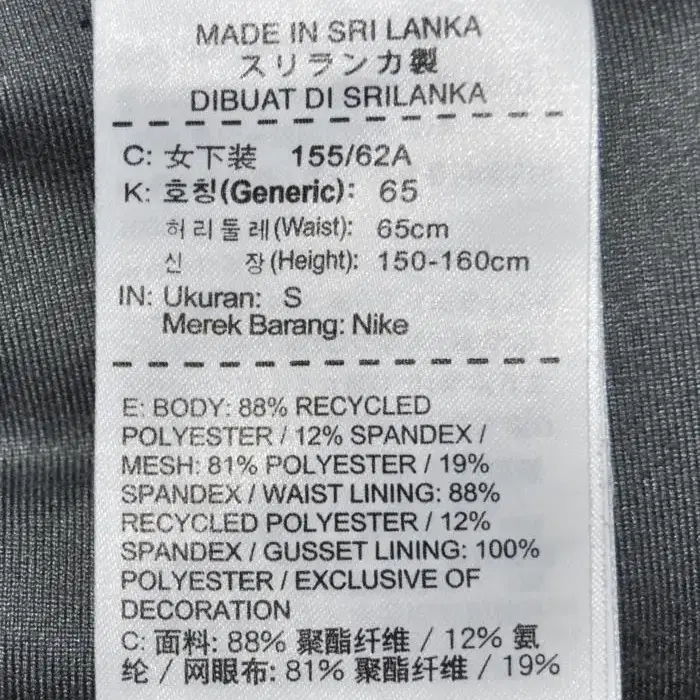 MADE IN SRI LANKA
スリランカ製
DIBUAT DI SRILANKA
C: 女下装 155/62A
K: 호칭(Generic): 65
허리둘레(Waist): 65cm
신 장(Height): 150-160cm
IN: Ukuran: S
Merek Barang: Nike
E: BODY: 88% RECYCLED
POLYESTER / 12% SPANDEX /
MESH: 81% POLYESTER / 19%
SPANDEX / WAIST LINING: 88%
RECYCLED POLYESTER / 12%
SPANDEX / GUSSET LINING: 100%
POLYESTER / EXCLUSIVE OF
DECORATION
C: 面料: 88% 聚酯纤维 / 12% 氨
纶 / 网眼布: 81% 聚酯纤维 / 19%